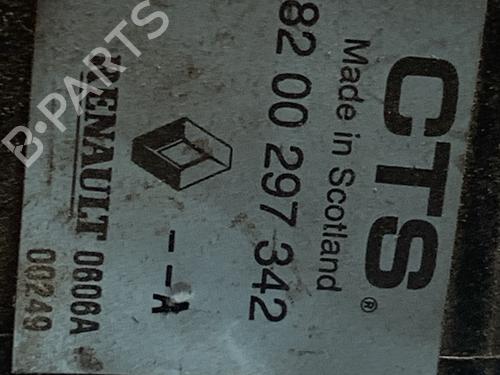 CTS®
Made in Scotland
82 00 297 342
--A
RENAULT 0606A
00249
B-PARTS